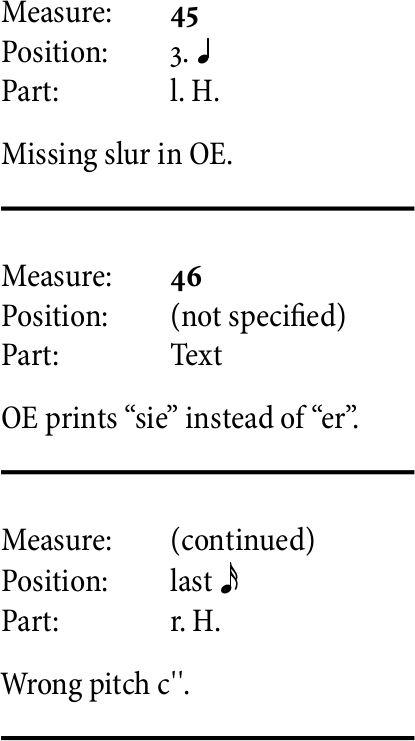 Measure: 45
Position: 3. ♩
Part: l. H.
Missing slur in OE.
Measure: 46
Position: (not specified)
Part: Text
OE prints “sie” instead of “er”.
Measure: (continued)
Position: last 𝅘𝅥𝅯
Part: r. H.
Wrong pitch c''.